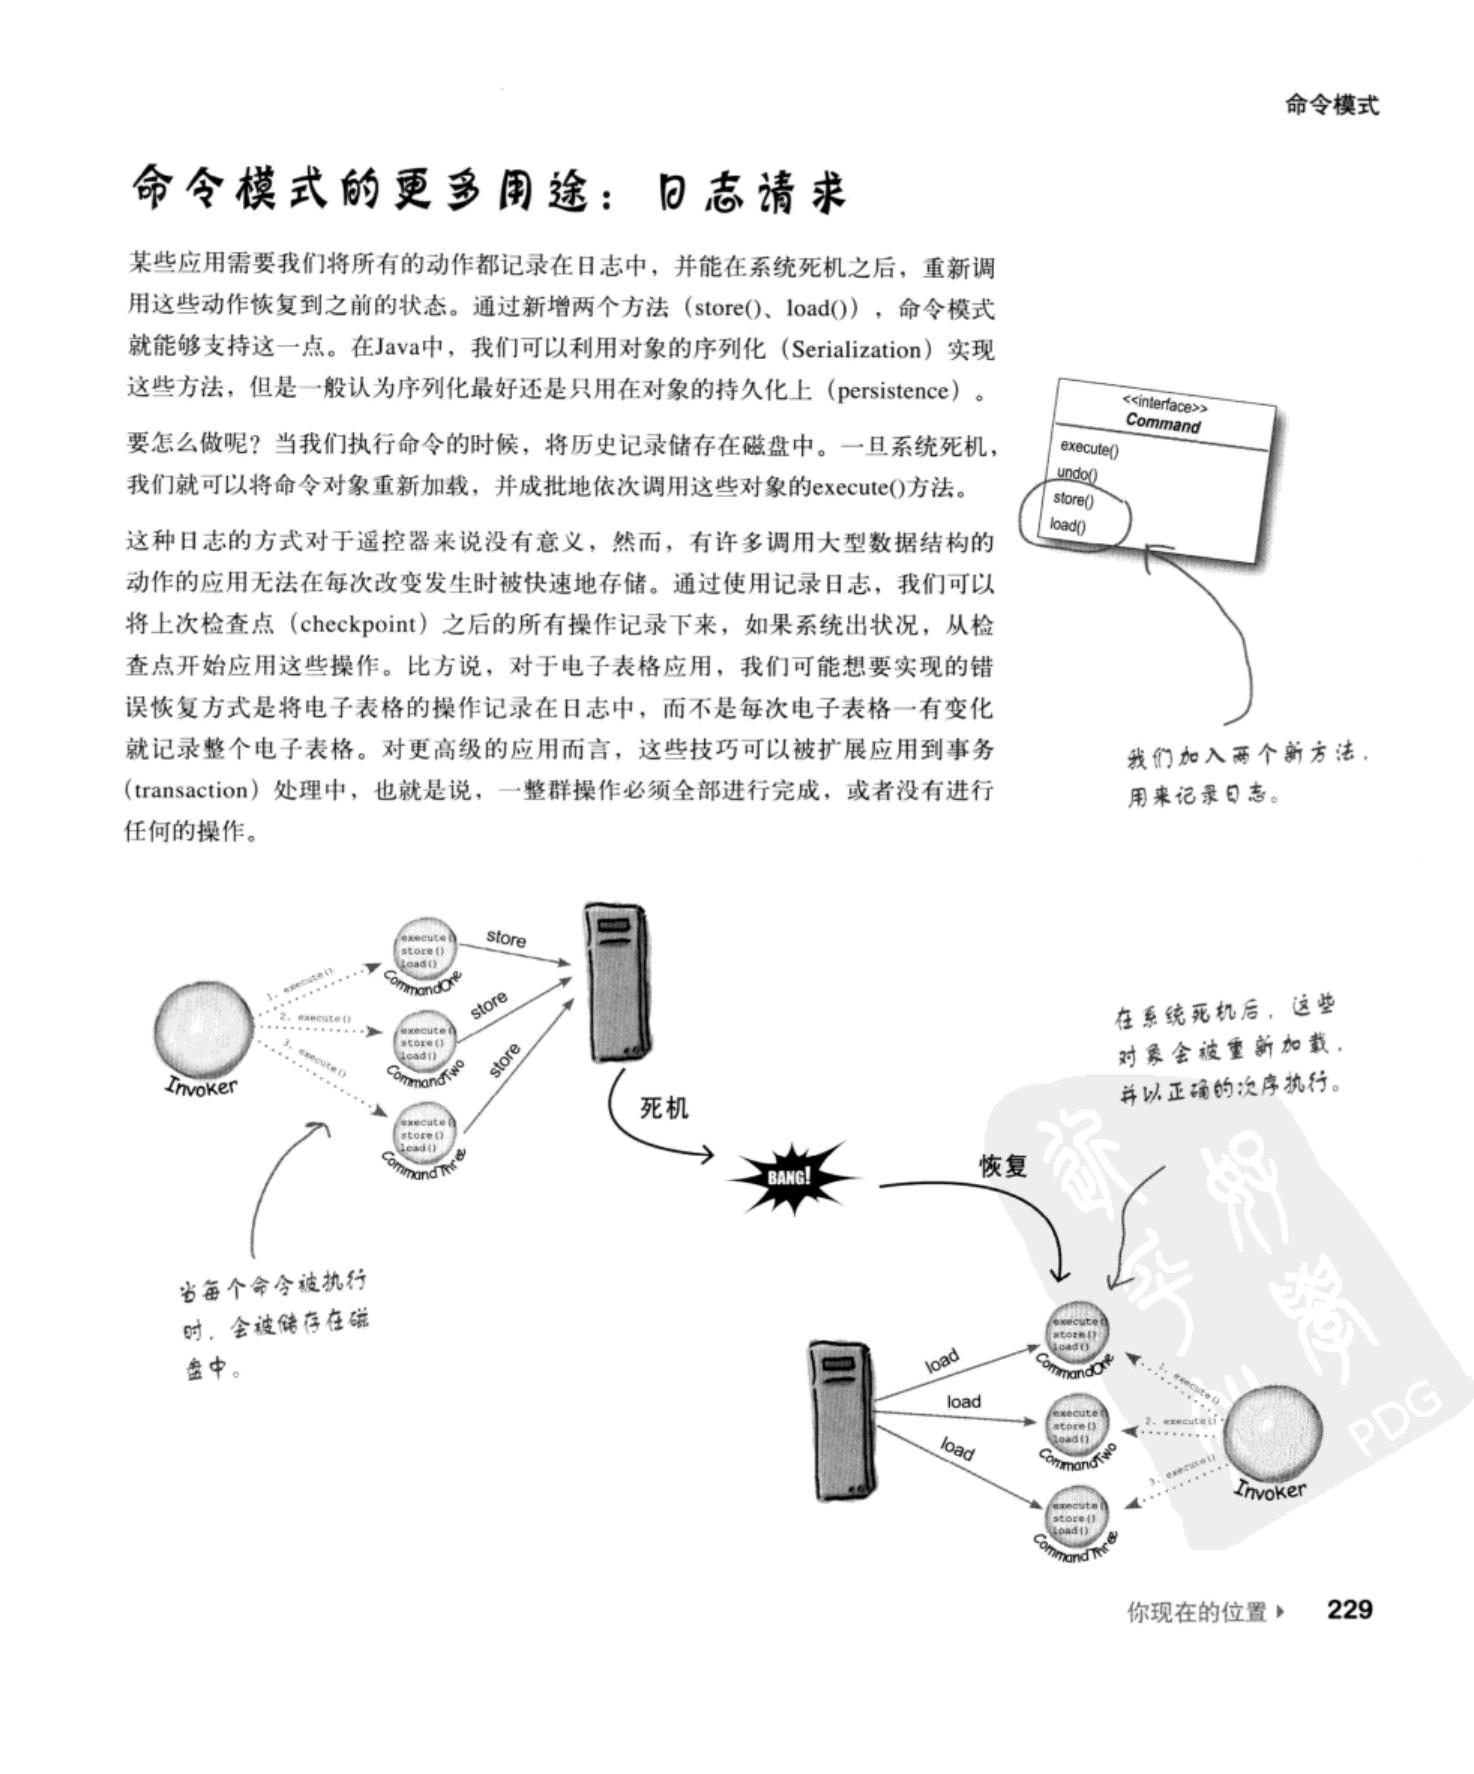 命令模式
命令模式的更多用途：日志请求
某些应用需要我们将所有的动作都记录在日志中，并能在系统死机之后，重新调
用这些动作恢复到之前的状态。通过新增两个方法（store()、load()），命令模式
就能够支持这一点。在Java中，我们可以利用对象的序列化（Serialization）实现
这些方法，但是一般认为序列化最好还是只用在对象的持久化上（persistence）。
要怎么做呢？当我们执行命令的时候，将历史记录储存在磁盘中。一旦系统死机，
我们就可以将命令对象重新加载，并成批地依次调用这些对象的execute()方法。
这种日志的方式对于遥控器来说没有意义，然而，有许多调用大型数据结构的
动作的应用无法在每次改变发生时被快速地存储。通过使用记录日志，我们可以
将上次检查点（checkpoint）之后的所有操作记录下来，如果系统出状况，从检
查点开始应用这些操作。比方说，对于电子表格应用，我们可能想要实现的错
误恢复方式是将电子表格的操作记录在日志中，而不是每次电子表格一有变化
就记录整个电子表格。对更高级的应用而言，这些技巧可以被扩展应用到事务
（transaction）处理中，也就是说，一整群操作必须全部进行完成，或者没有进行
任何的操作。
<<interface>>
Command
execute()
undo()
store()
load()
我们加入两个新方法，
用来记录日志。
Invoker
1. execute()
2. execute()
3. execute()
execute()
store()
load()
CommandOne
execute()
store()
load()
CommandTwo
execute()
store()
load()
CommandThree
store
store
store
死机
BANG!
恢复
当每个命令被执行
时，会被储存在磁
盘中。
在系统死机后，这些
对象会被重新加载，
并以正确的次序执行。
load
load
load
execute()
store()
load()
CommandOne
execute()
store()
load()
CommandTwo
execute()
store()
load()
CommandThree
1. execute()
2. execute()
3. execute()
Invoker
PDG
你现在的位置
229